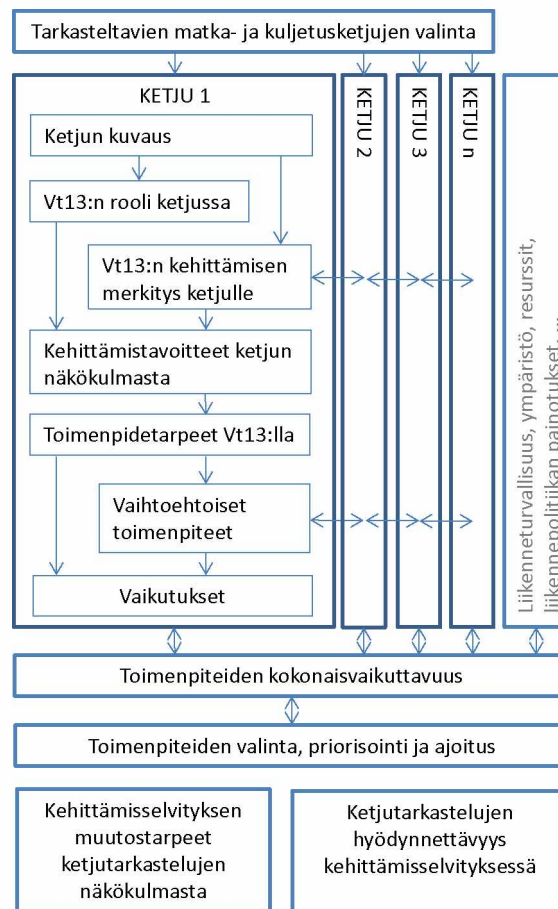 Tarkasteltavien matka- ja kuljetusketjujen valinta
KETJU 1
Ketjun kuvaus
Vt13:n rooli ketjussa
Vt13:n kehittämisen
merkitys ketjulle
Kehittämistavoitteet ketjun
näkökulmasta
Toimenpidetarpeet Vt13:lla
Vaihtoehtoiset
toimenpiteet
Vaikutukset
KETJU 2
KETJU 3
KETJU n
Liikenneturvallisuus, ympäristö, resurssit,
liikennepolitiikan painotukset, ...
Toimenpiteiden kokonaisvaikuttavuus
Toimenpiteiden valinta, priorisointi ja ajoitus
Kehittämisselvityksen
muutostarpeet
ketjutarkastelujen
näkökulmasta
Ketjutarkastelujen
hyödynnettävyys
kehittämisselvityksessä